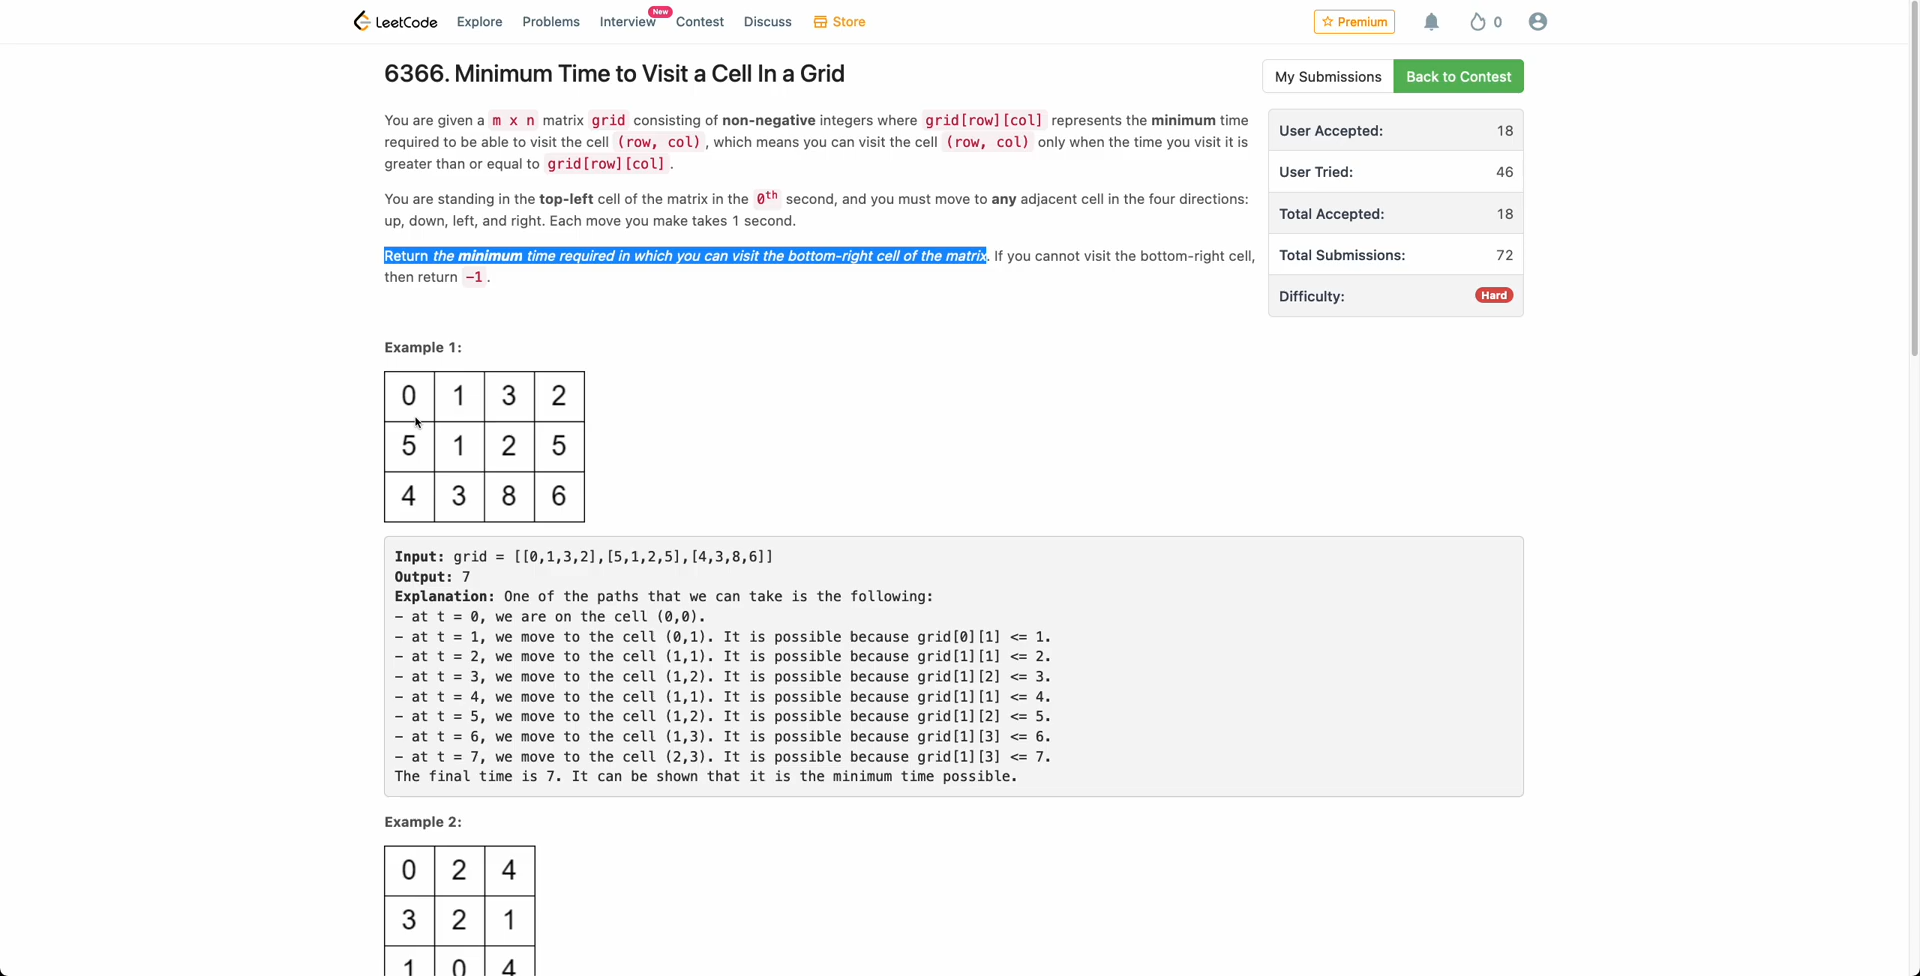 LeetCode Explore Problems Interview New Contest Discuss Store Premium 0
6366. Minimum Time to Visit a Cell In a Grid
My Submissions Back to Contest
You are given a m x n matrix grid consisting of non-negative integers where grid[row][col] represents the minimum time
required to be able to visit the cell (row, col), which means you can visit the cell (row, col) only when the time you visit it is
greater than or equal to grid[row][col].
You are standing in the top-left cell of the matrix in the 0th second, and you must move to any adjacent cell in the four directions:
up, down, left, and right. Each move you make takes 1 second.
Return the minimum time required in which you can visit the bottom-right cell of the matrix. If you cannot visit the bottom-right cell,
then return -1.
User Accepted: 18
User Tried: 46
Total Accepted: 18
Total Submissions: 72
Difficulty: Hard
Example 1:
0 1 3 2
5 1 2 5
4 3 8 6
Input: grid = [[0,1,3,2],[5,1,2,5],[4,3,8,6]]
Output: 7
Explanation: One of the paths that we can take is the following:
- at t = 0, we are on the cell (0,0).
- at t = 1, we move to the cell (0,1). It is possible because grid[0][1] <= 1.
- at t = 2, we move to the cell (1,1). It is possible because grid[1][1] <= 2.
- at t = 3, we move to the cell (1,2). It is possible because grid[1][2] <= 3.
- at t = 4, we move to the cell (1,1). It is possible because grid[1][1] <= 4.
- at t = 5, we move to the cell (1,2). It is possible because grid[1][2] <= 5.
- at t = 6, we move to the cell (1,3). It is possible because grid[1][3] <= 6.
- at t = 7, we move to the cell (2,3). It is possible because grid[1][3] <= 7.
The final time is 7. It can be shown that it is the minimum time possible.
Example 2:
0 2 4
3 2 1
1 0 4